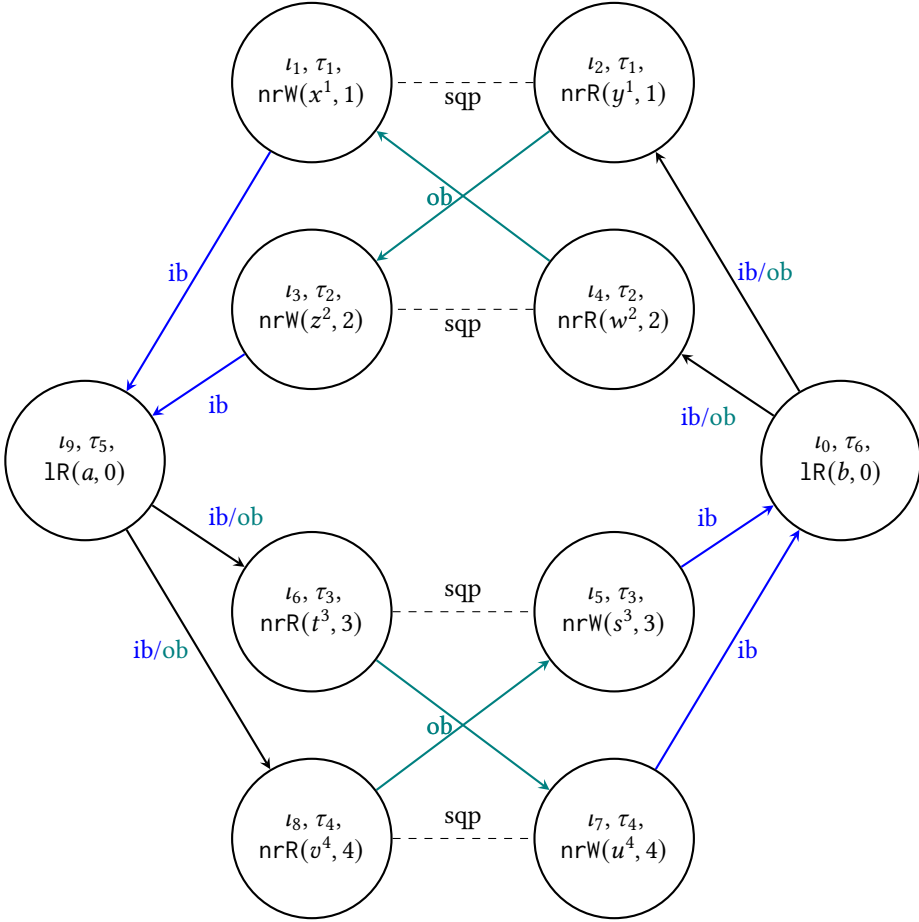 ι₁, τ₁,
nrW(x¹, 1)
sqp
ι₂, τ₁,
nrR(y¹, 1)
ob
ib
ib/ob
ι₃, τ₂,
nrW(z², 2)
sqp
ι₄, τ₂,
nrR(w², 2)
ib
ib/ob
ι₉, τ₅,
lR(a, 0)
ι₀, τ₆,
lR(b, 0)
ib/ob
ib
ι₆, τ₃,
nrR(t³, 3)
sqp
ι₅, τ₃,
nrW(s³, 3)
ib/ob
ib
ob
ι₈, τ₄,
nrR(v⁴, 4)
sqp
ι₇, τ₄,
nrW(u⁴, 4)